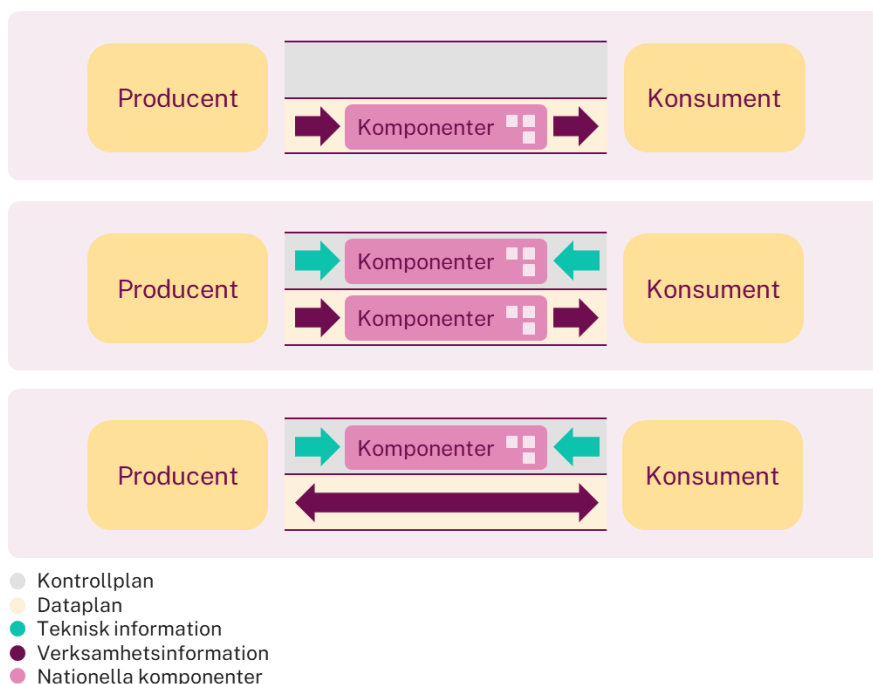 Producent
Komponenter
Konsument
Producent
Komponenter
Komponenter
Konsument
Producent
Komponenter
Konsument
Kontrollplan
Dataplan
Teknisk information
Verksamhetsinformation
Nationella komponenter